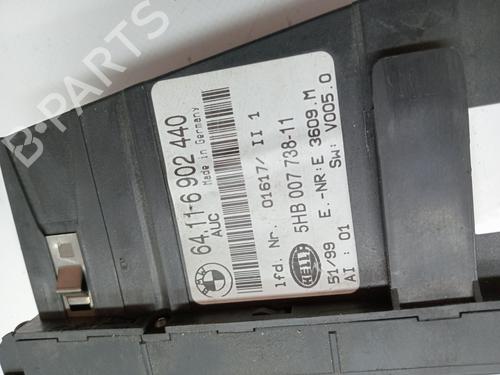 B-PARTS
64.11-6 902 440
AUC Made in Germany
lfd. Nr. 01617/ II 1
HELLA
5HB 007 738-11
51/99 E.-NR:E 3609.M
AI : 01 SW: V005.0